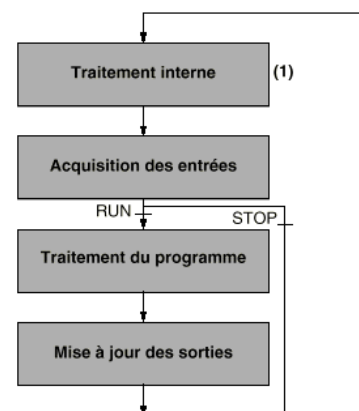 Traitement interne (1)
Acquisition des entrées
RUN
STOP
Traitement du programme
Mise à jour des sorties